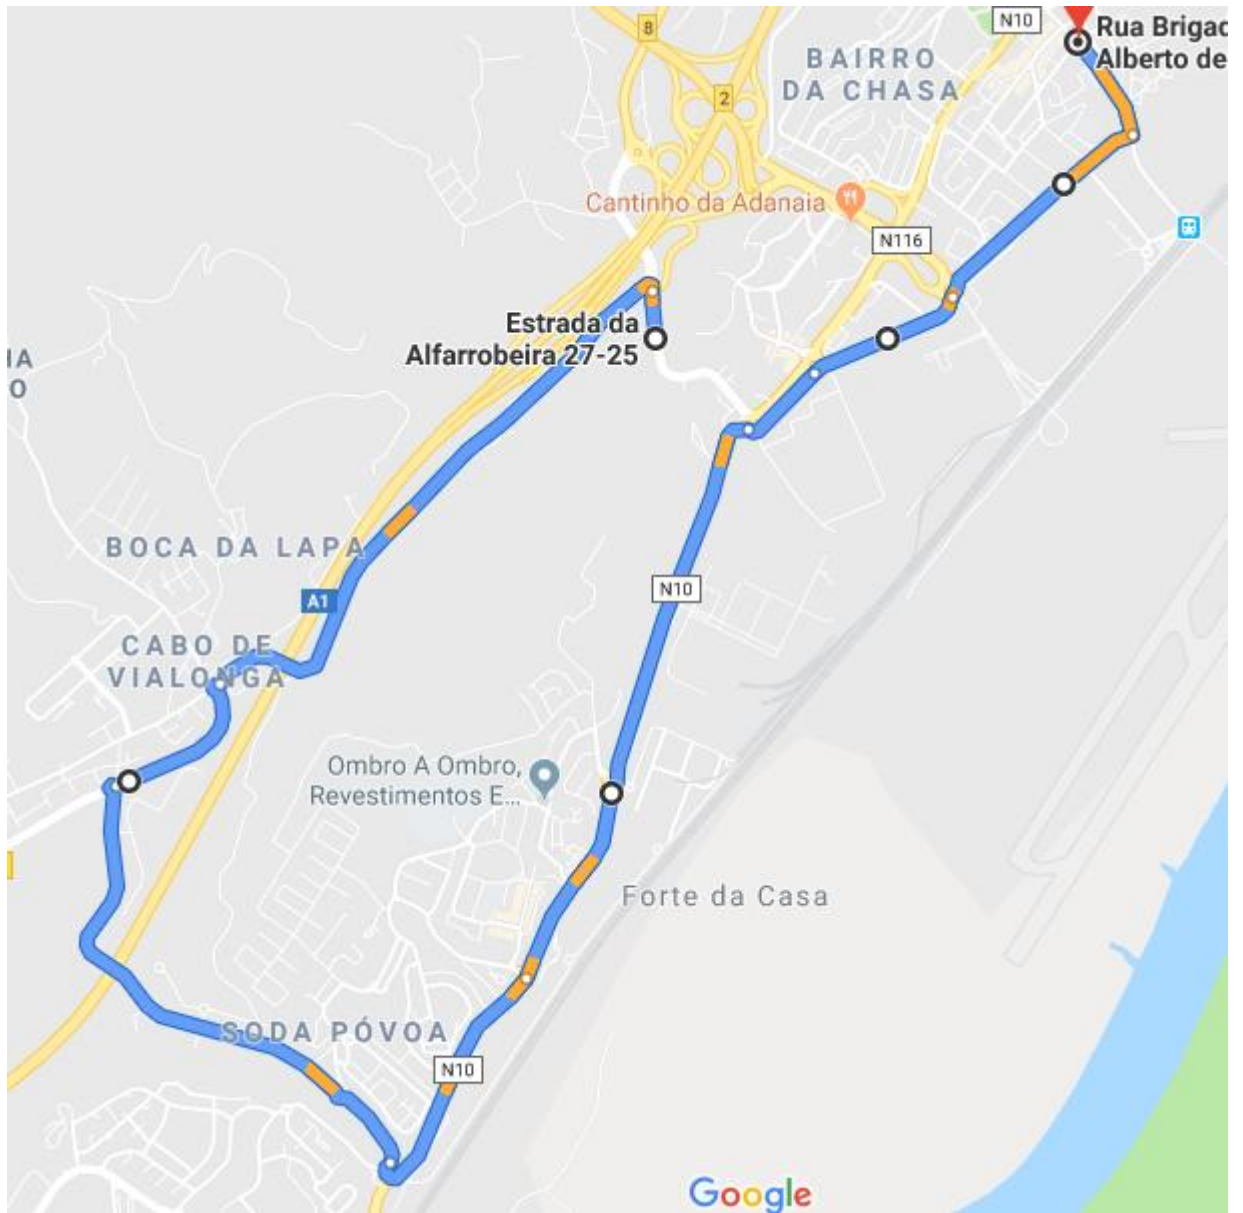 N10
Rua Brigad
Alberto de
8
BAIRRO
DA CHASA
2
Cantinho da Adanaia
N116
Estrada da
Alfarrobeira 27-25
IA
O
BOCA DA LAPA
N10
A1
CABO DE
VIALONGA
Ombro A Ombro,
Revestimentos E...
Forte da Casa
SODA PÓVOA
N10
Google